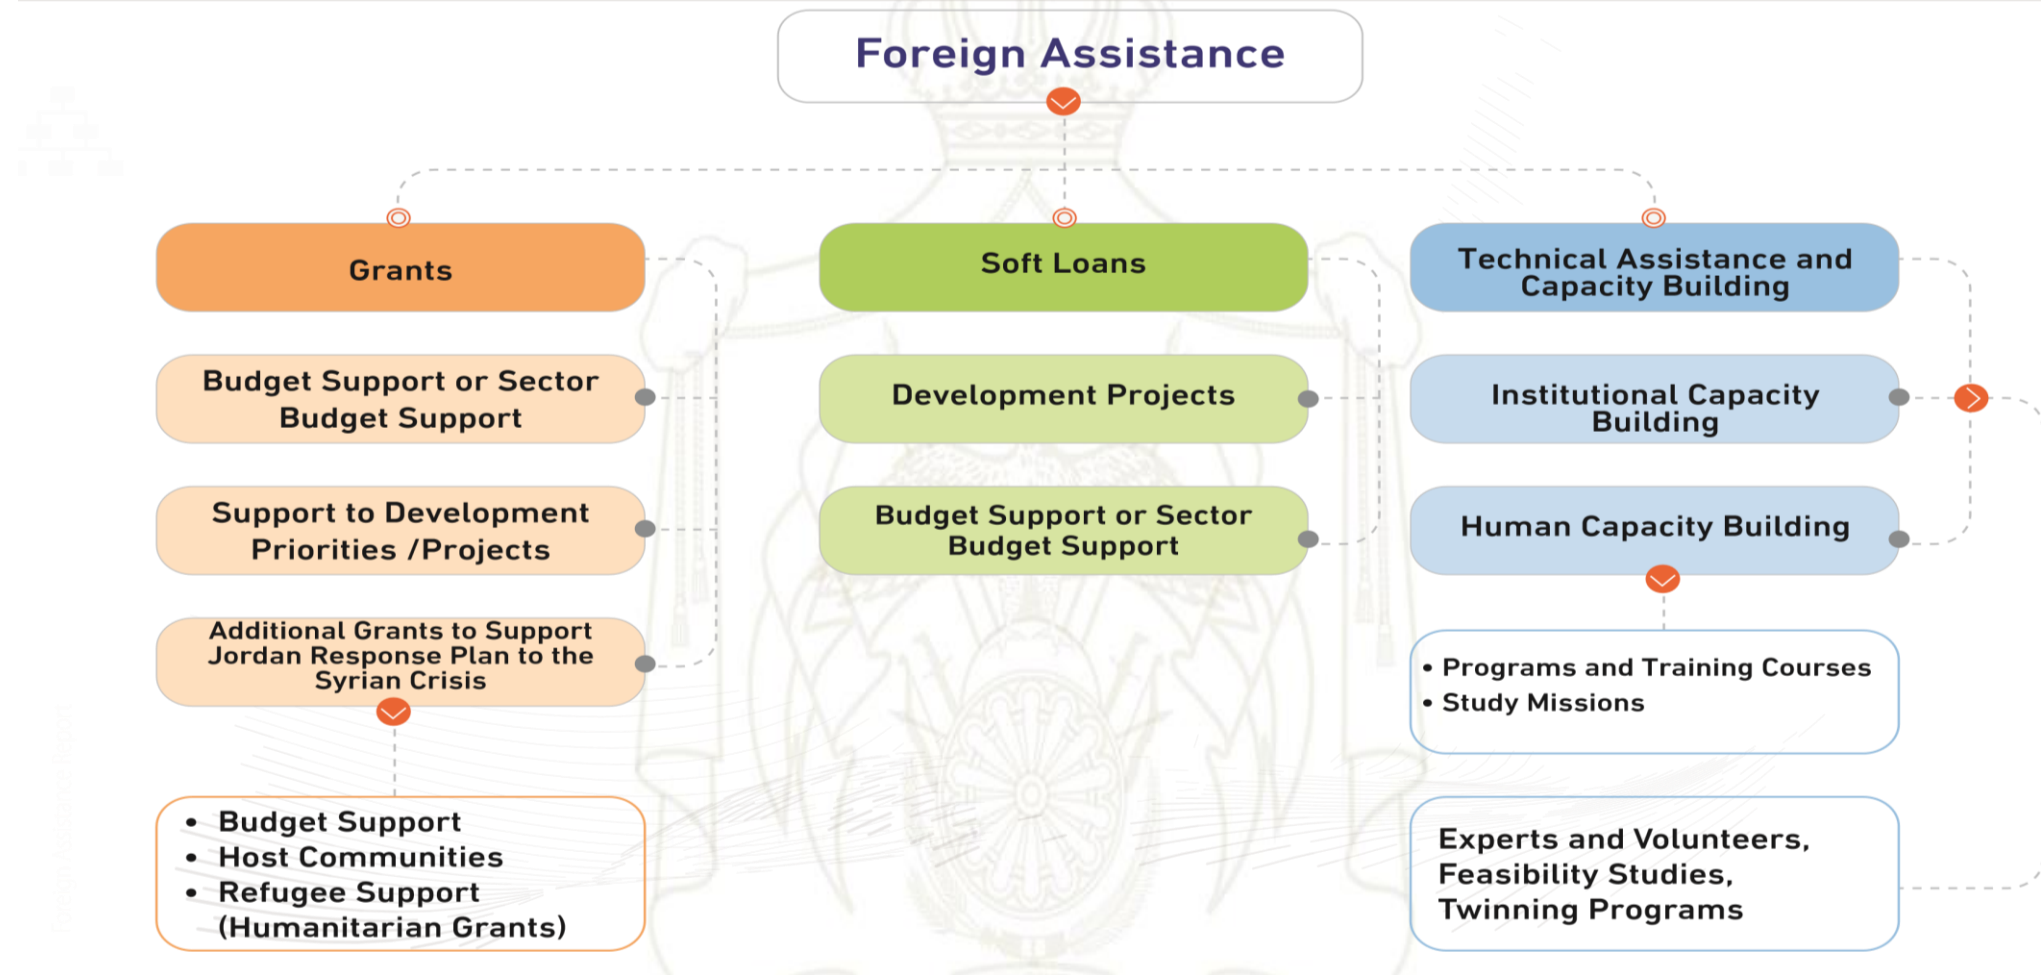 Foreign Assistance
Grants
Budget Support or Sector
Budget Support
Support to Development
Priorities /Projects
Additional Grants to Support
Jordan Response Plan to the
Syrian Crisis
• Budget Support
• Host Communities
• Refugee Support
(Humanitarian Grants)
Soft Loans
Development Projects
Budget Support or Sector
Budget Support
Technical Assistance and
Capacity Building
Institutional Capacity
Building
Human Capacity Building
• Programs and Training Courses
• Study Missions
Experts and Volunteers,
Feasibility Studies,
Twinning Programs